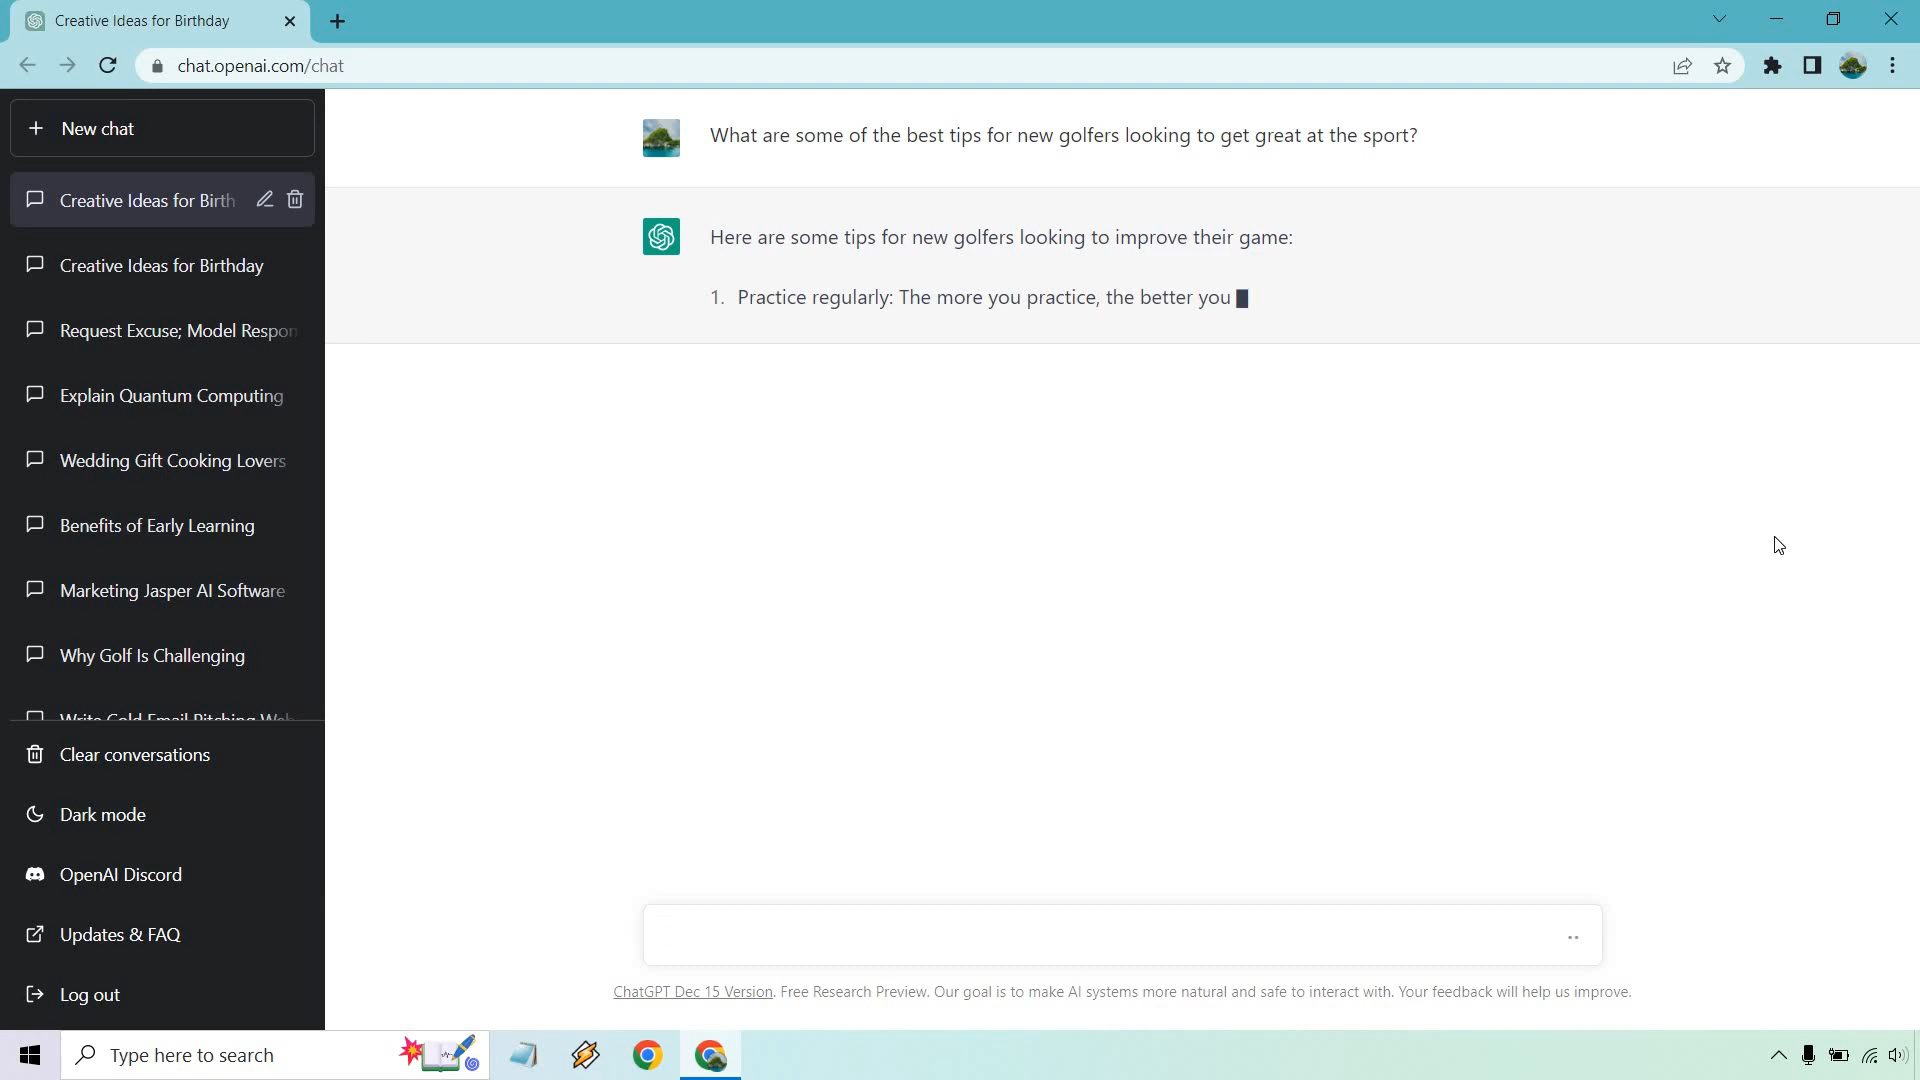 Creative Ideas for Birthday
chat.openai.com/chat
New chat
Creative Ideas for Birth
Creative Ideas for Birthday
Request Excuse; Model Respon
Explain Quantum Computing
Wedding Gift Cooking Lovers
Benefits of Early Learning
Marketing Jasper AI Software
Why Golf Is Challenging
Write Cold Email Pitching Web
Clear conversations
Dark mode
OpenAI Discord
Updates & FAQ
Log out
What are some of the best tips for new golfers looking to get great at the sport?
Here are some tips for new golfers looking to improve their game:
1. Practice regularly: The more you practice, the better you
ChatGPT Dec 15 Version. Free Research Preview. Our goal is to make AI systems more natural and safe to interact with. Your feedback will help us improve.
Type here to search